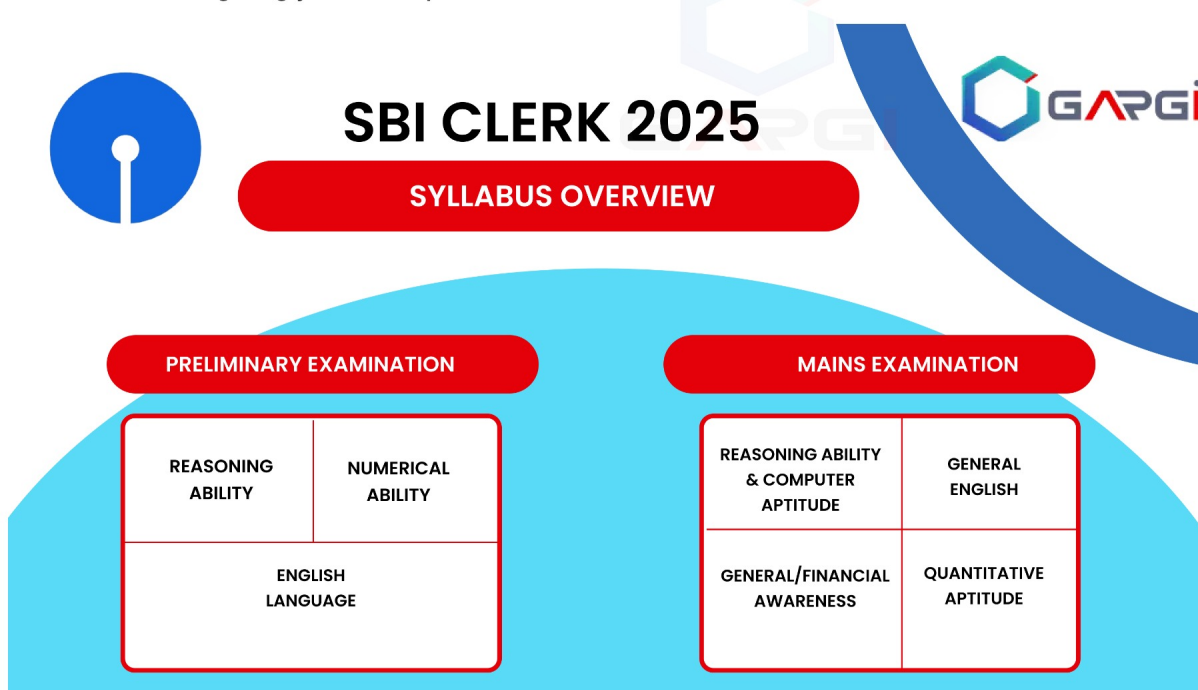 SBI CLERK 2025
GARGI
SYLLABUS OVERVIEW
PRELIMINARY EXAMINATION
REASONING
ABILITY
NUMERICAL
ABILITY
ENGLISH
LANGUAGE
MAINS EXAMINATION
REASONING ABILITY
& COMPUTER
APTITUDE
GENERAL
ENGLISH
GENERAL/FINANCIAL
AWARENESS
QUANTITATIVE
APTITUDE